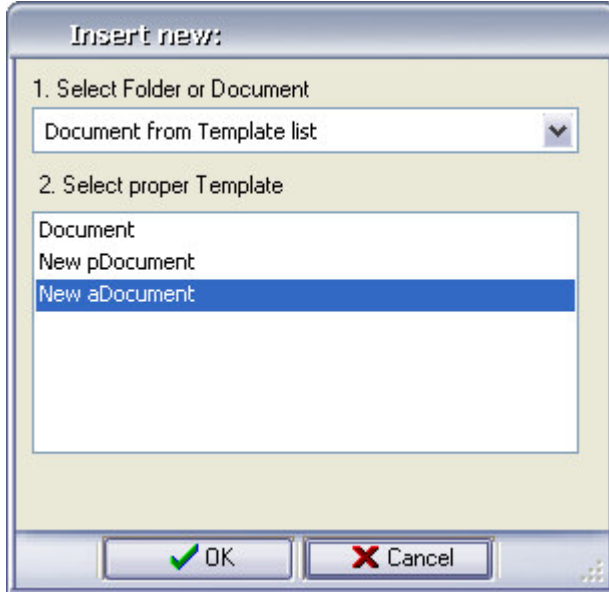 Insert new:
1. Select Folder or Document
Document from Template list
2. Select proper Template
Document
New pDocument
New aDocument
OK
Cancel